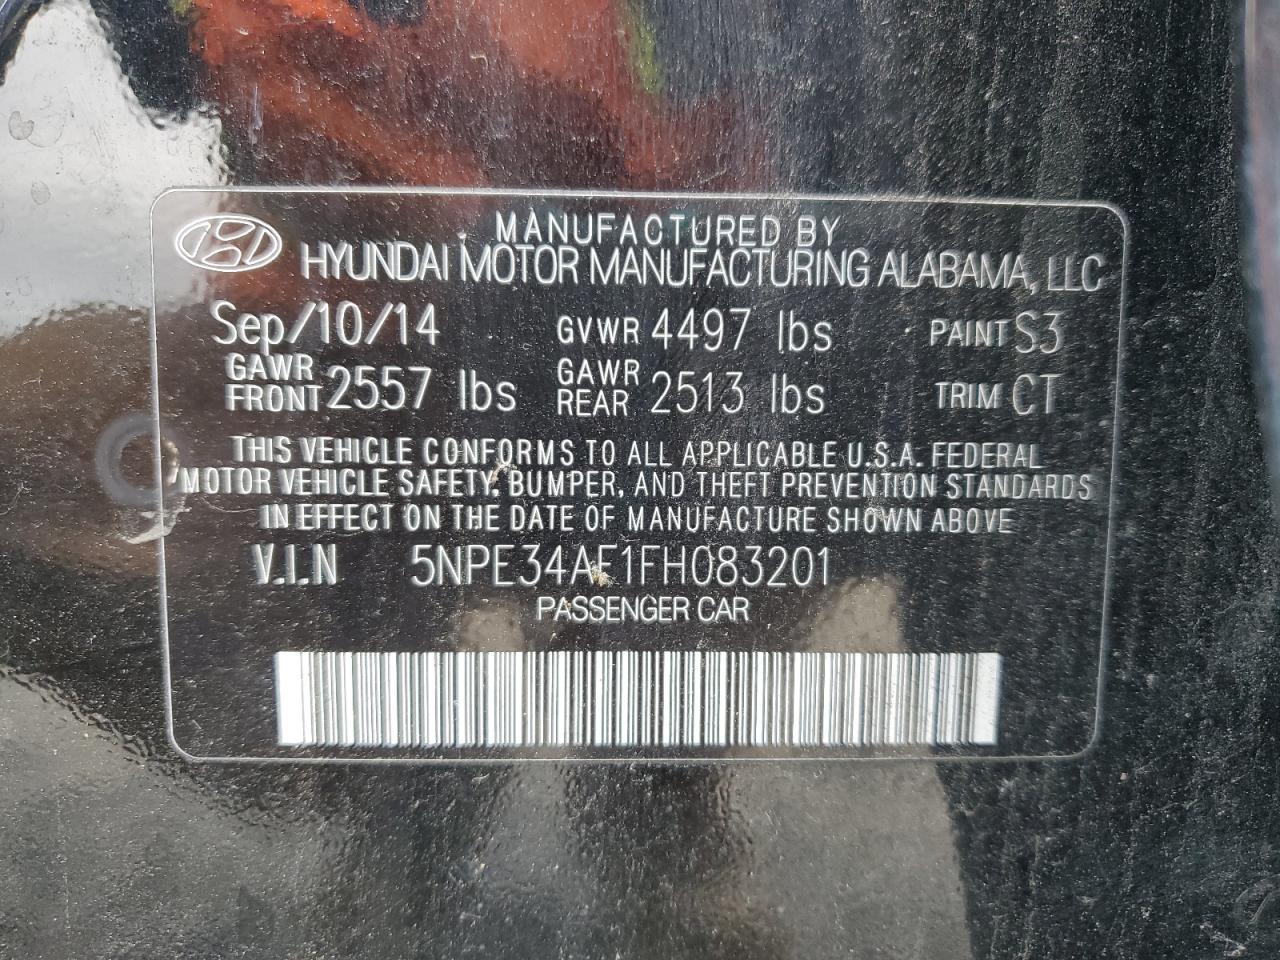 MANUFACTURED BY
HYUNDAI MOTOR MANUFACTURING ALABAMA, LLC
Sep/10/14 GVWR 4497 lbs PAINT S3
GAWR FRONT 2557 lbs GAWR REAR 2513 lbs TRIM CT
THIS VEHICLE CONFORMS TO ALL APPLICABLE U.S.A. FEDERAL
MOTOR VEHICLE SAFETY, BUMPER, AND THEFT PREVENTION STANDARDS
IN EFFECT ON THE DATE OF MANUFACTURE SHOWN ABOVE
V.I.N 5NPE34AF1FH083201
PASSENGER CAR